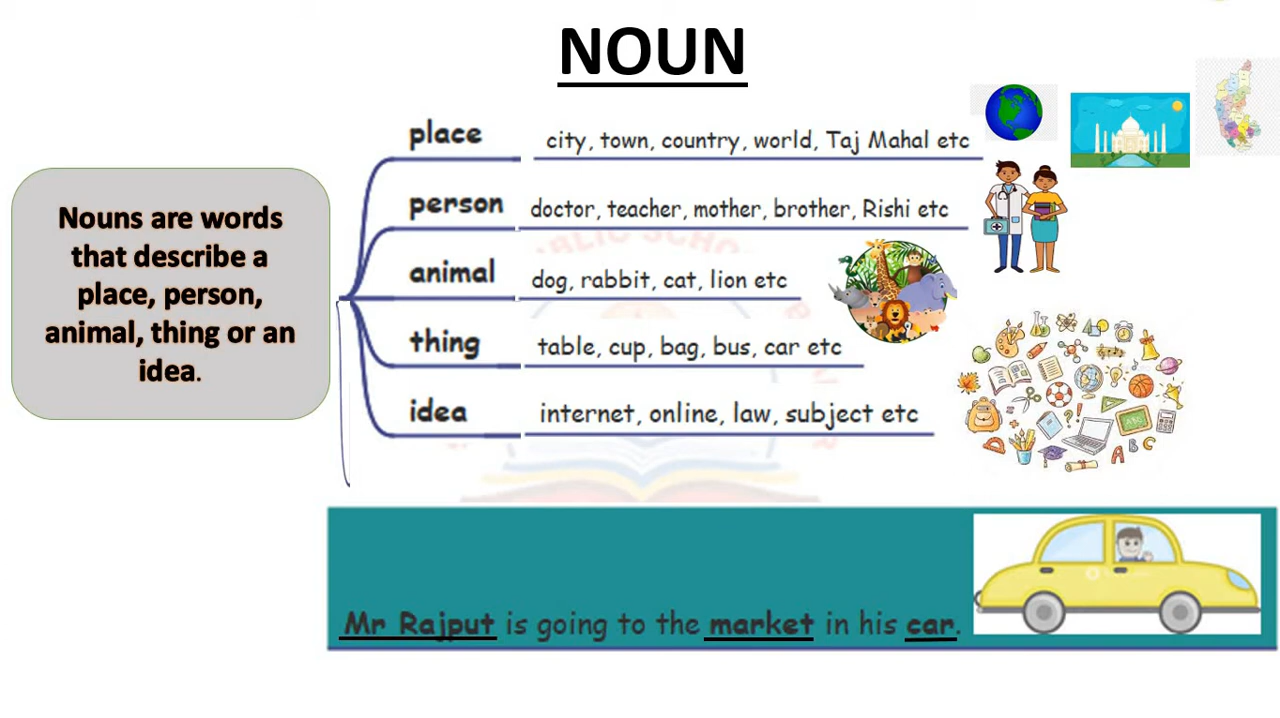 NOUN
Nouns are words
that describe a
place, person,
animal, thing or an
idea.
place city, town, country, world, Taj Mahal etc
person doctor, teacher, mother, brother, Rishi etc
animal dog, rabbit, cat, lion etc
thing table, cup, bag, bus, car etc
idea internet, online, law, subject etc
Mr Rajput is going to the market in his car.